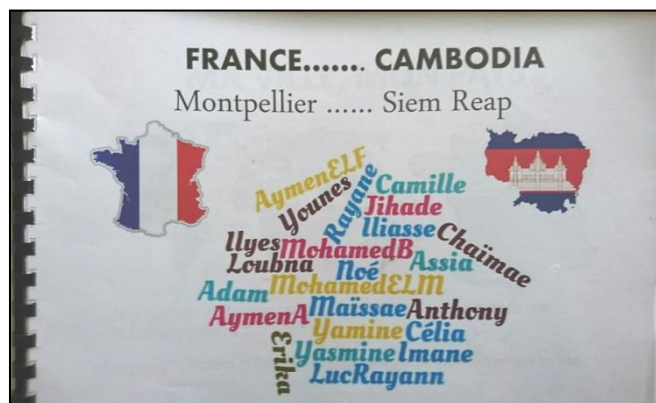 FRANCE....... CAMBODIA
Montpellier ...... Siem Reap
AymenELF
Younes
Rayane
Camille
Jihade
Iliasse
Chaïmae
Ilyes
MohamedB
Loubna
Noé
Assia
MohamedELM
Adam
Maïssae
Anthony
AymenA
Yamine
Célia
Erika
Yasmine
Imane
LucRayann